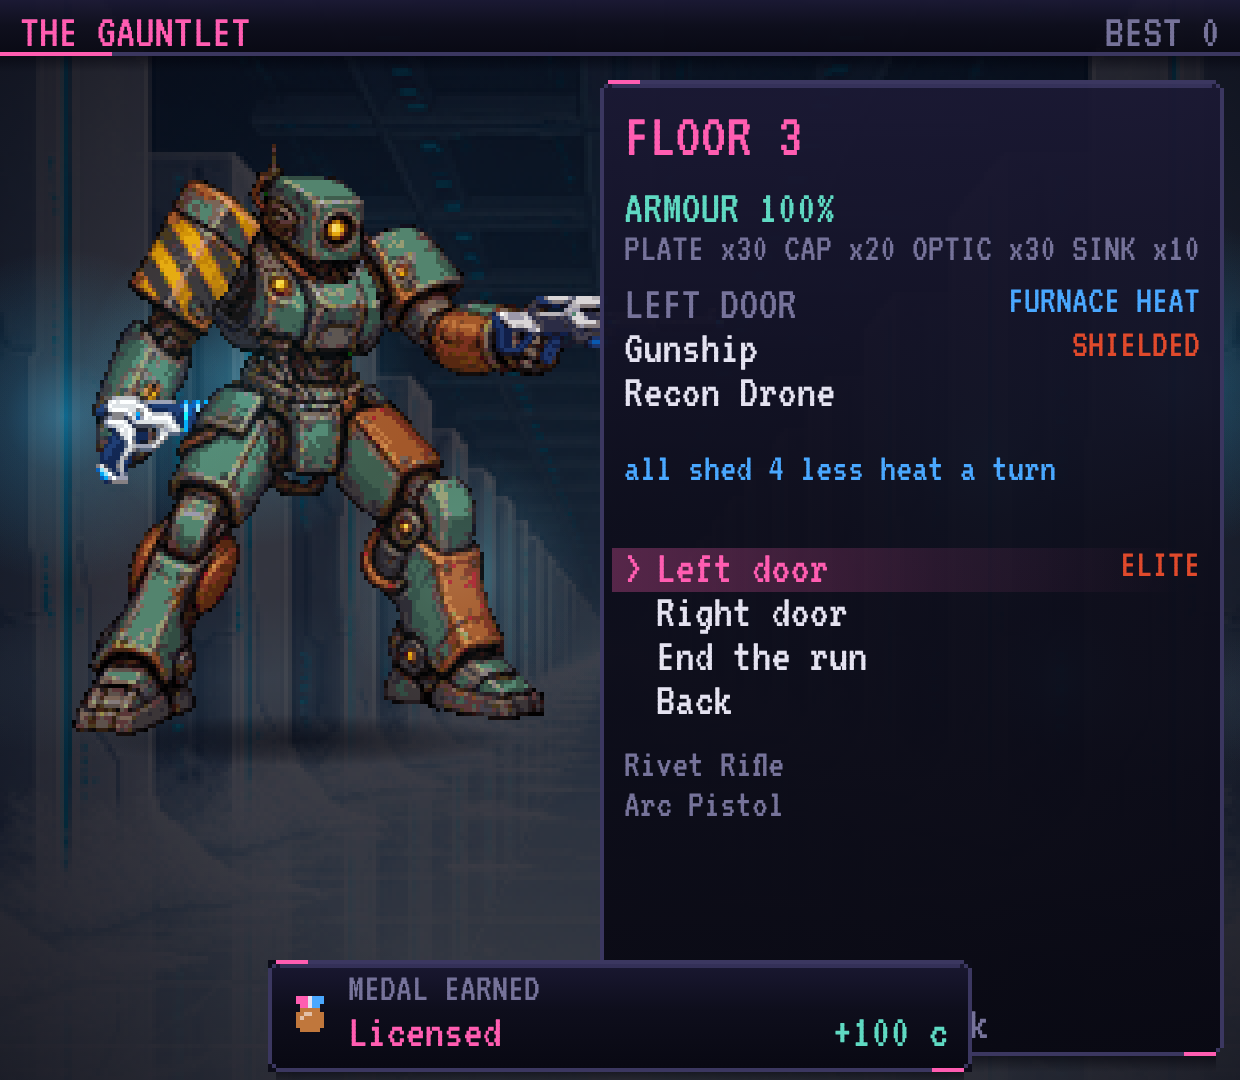 THE GAUNTLET
BEST 0
FLOOR 3
ARMOUR 100%
PLATE x30 CAP x20 OPTIC x30 SINK x10
LEFT DOOR FURNACE HEAT
Gunship SHIELDED
Recon Drone
all shed 4 less heat a turn
> Left door ELITE
Right door
End the run
Back
Rivet Rifle
Arc Pistol
MEDAL EARNED
Licensed +100 c